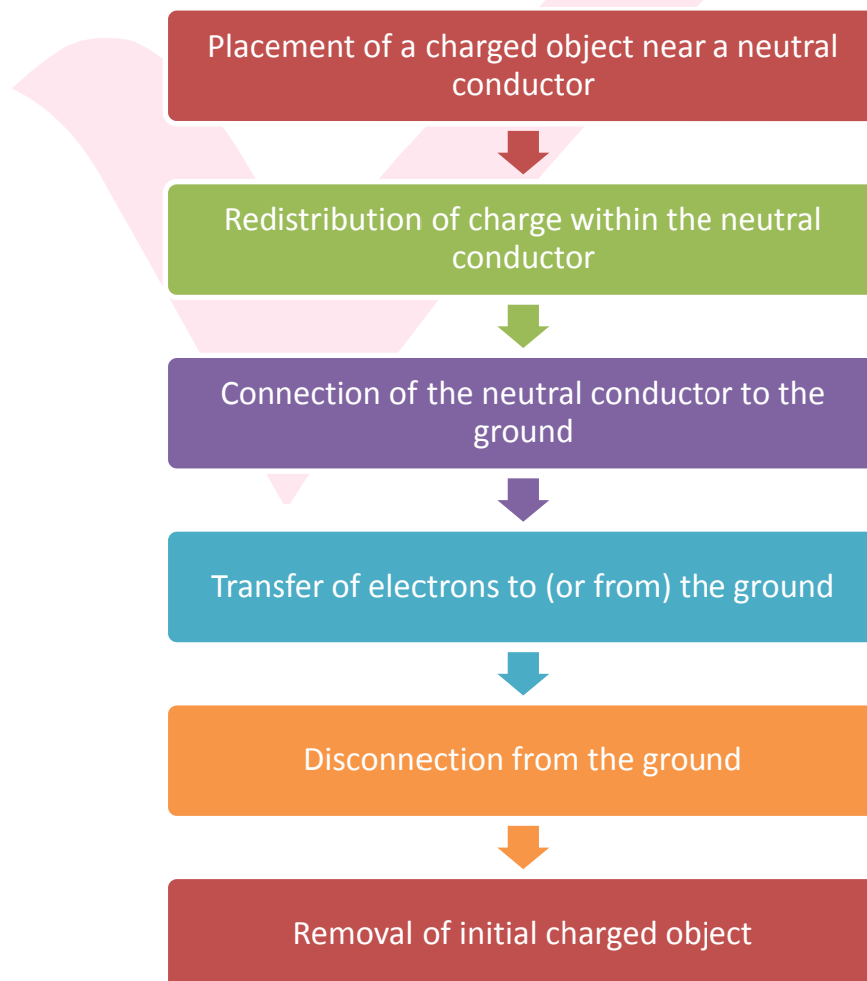 Placement of a charged object near a neutral
conductor
Redistribution of charge within the neutral
conductor
Connection of the neutral conductor to the
ground
Transfer of electrons to (or from) the ground
Disconnection from the ground
Removal of initial charged object